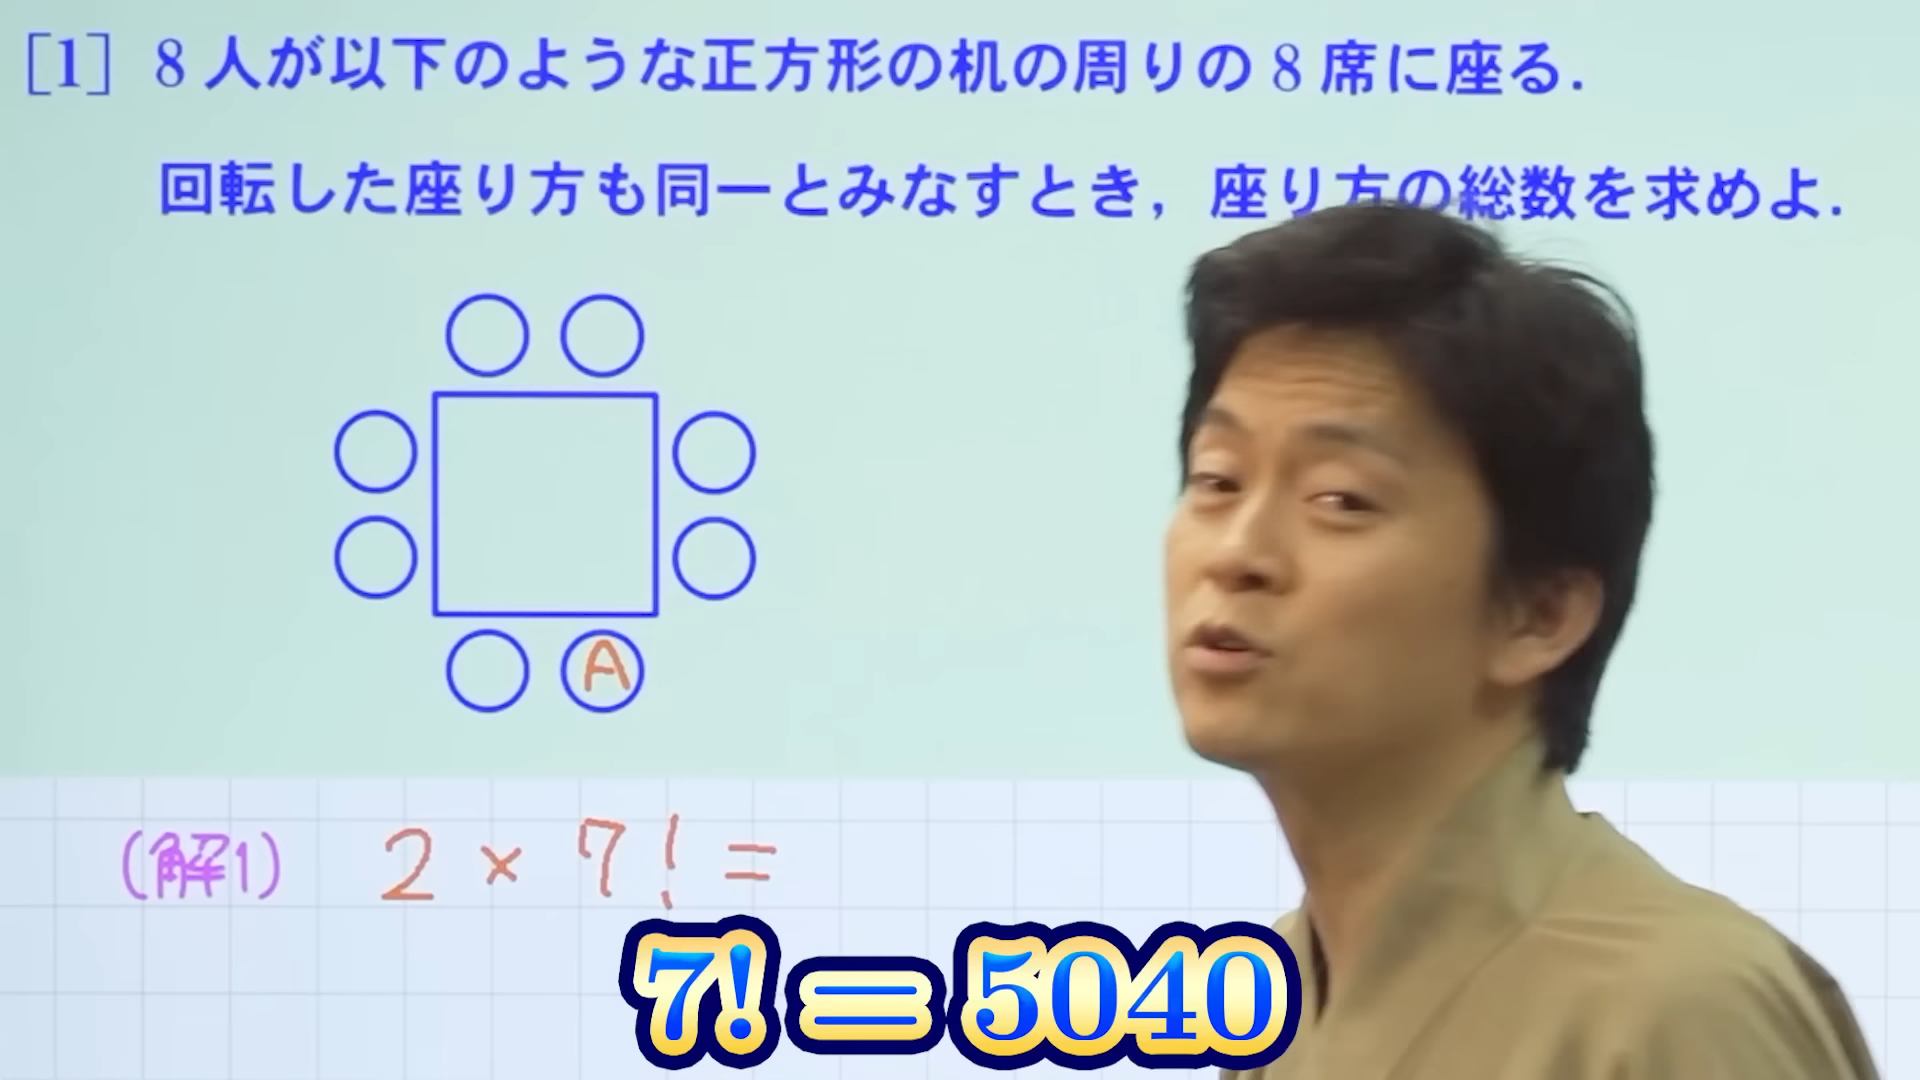 [1] 8人が以下のような正方形の机の周りの8席に座る.
回転した座り方も同一とみなすとき, 座り方の総数を求めよ.
A
(解1) 2 × 7! =
7! = 5040